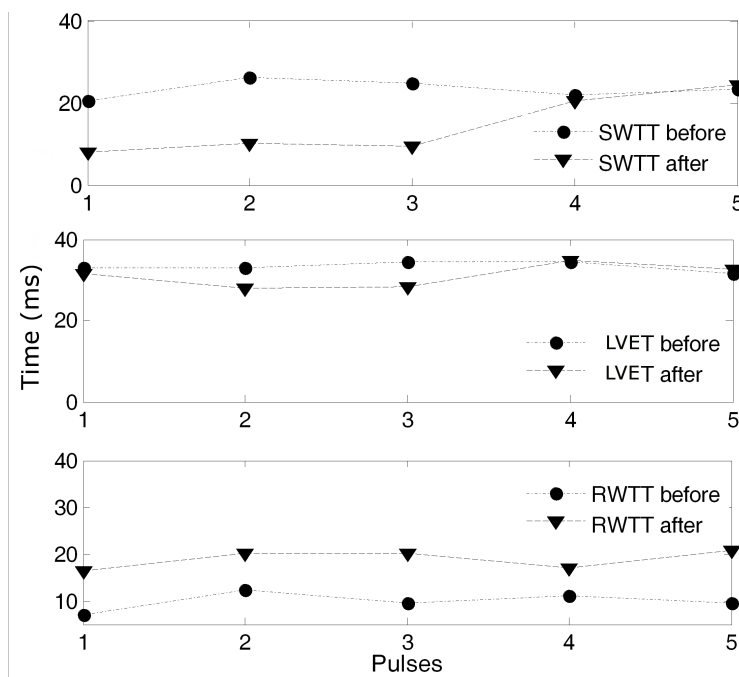 40
20
0
1 2 3 4 5
SWTT before
SWTT after
40
20
0
1 2 3 4 5
LVET before
LVET after
Time (ms)
40
30
20
10
1 2 3 4 5
RWTT before
RWTT after
Pulses